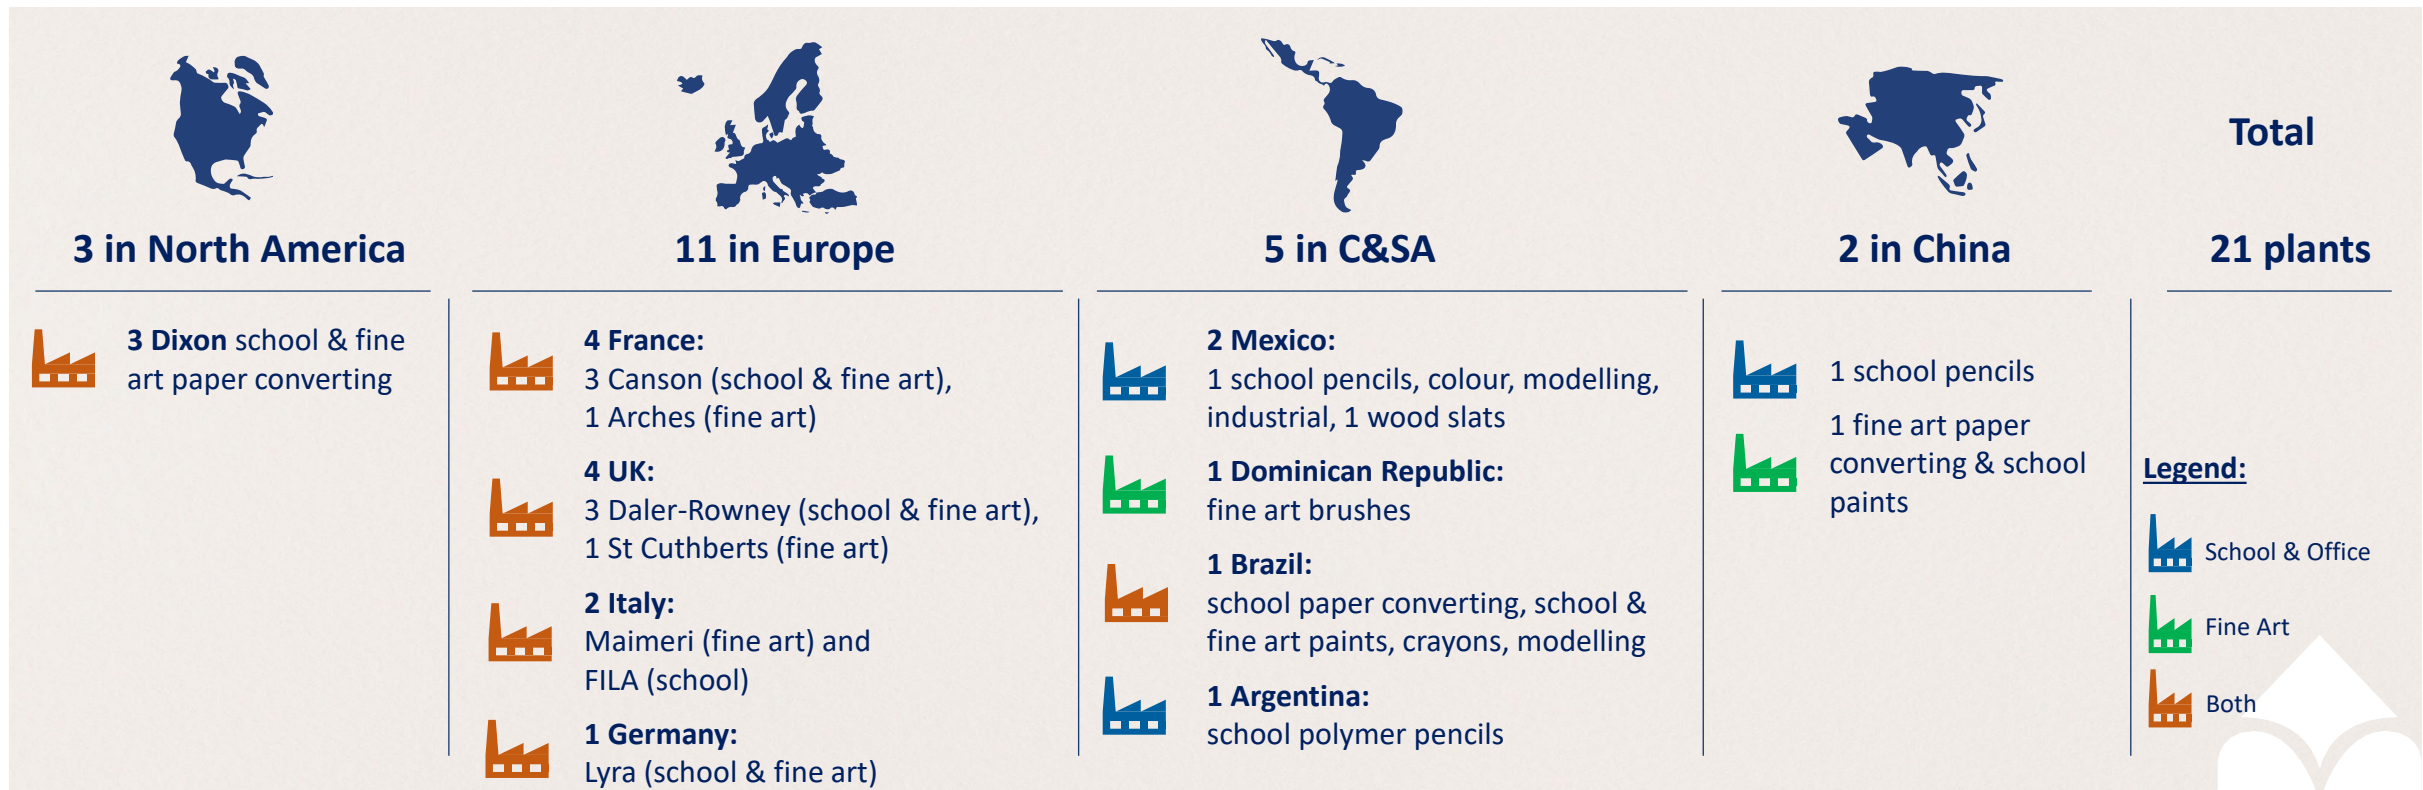 3 in North America
3 Dixon school & fine
art paper converting
11 in Europe
4 France:
3 Canson (school & fine art),
1 Arches (fine art)
4 UK:
3 Daler-Rowney (school & fine art),
1 St Cuthberts (fine art)
2 Italy:
Maimeri (fine art) and
FILA (school)
1 Germany:
Lyra (school & fine art)
5 in C&SA
2 Mexico:
1 school pencils, colour, modelling,
industrial, 1 wood slats
1 Dominican Republic:
fine art brushes
1 Brazil:
school paper converting, school &
fine art paints, crayons, modelling
1 Argentina:
school polymer pencils
2 in China
1 school pencils
1 fine art paper
converting & school
paints
Total
21 plants
Legend:
School & Office
Fine Art
Both